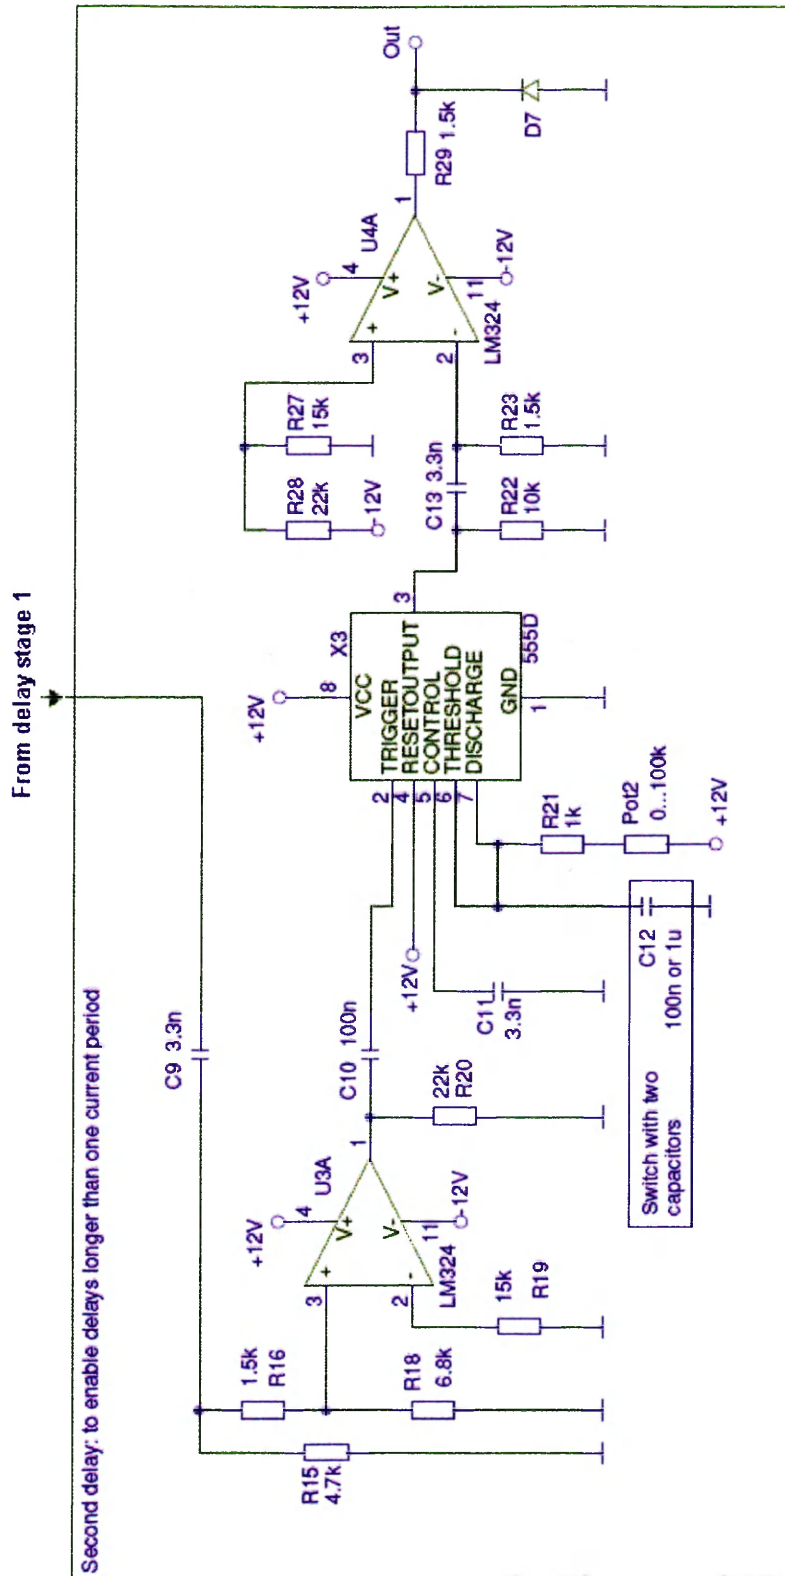 From delay stage 1
Second delay: to enable delays longer than one current period
C9 3.3n
1.5k
R16
R15
4.7k
R18
6.8k
15k
R19
+12V
4
V+
U3A
3
+
2
-
V-
11
-12V
LM324
1
22k
R20
C10 100n
+12V
C11
3.3n
Switch with two
capacitors
C12
100n or 1u
+12V
8
X3
VCC
2
TRIGGER
4
RESETOUTPUT
5
CONTROL
6
THRESHOLD
7
DISCHARGE
GND
1
555D
3
R21
1k
Pot2
0...100k
+12V
R28
22k
-12V
R27
15k
C13 3.3n
R22
10k
R23
1.5k
+12V
4
V+
U4A
3
+
2
-
V-
11
-12V
LM324
1
R29 1.5k
Out
D7